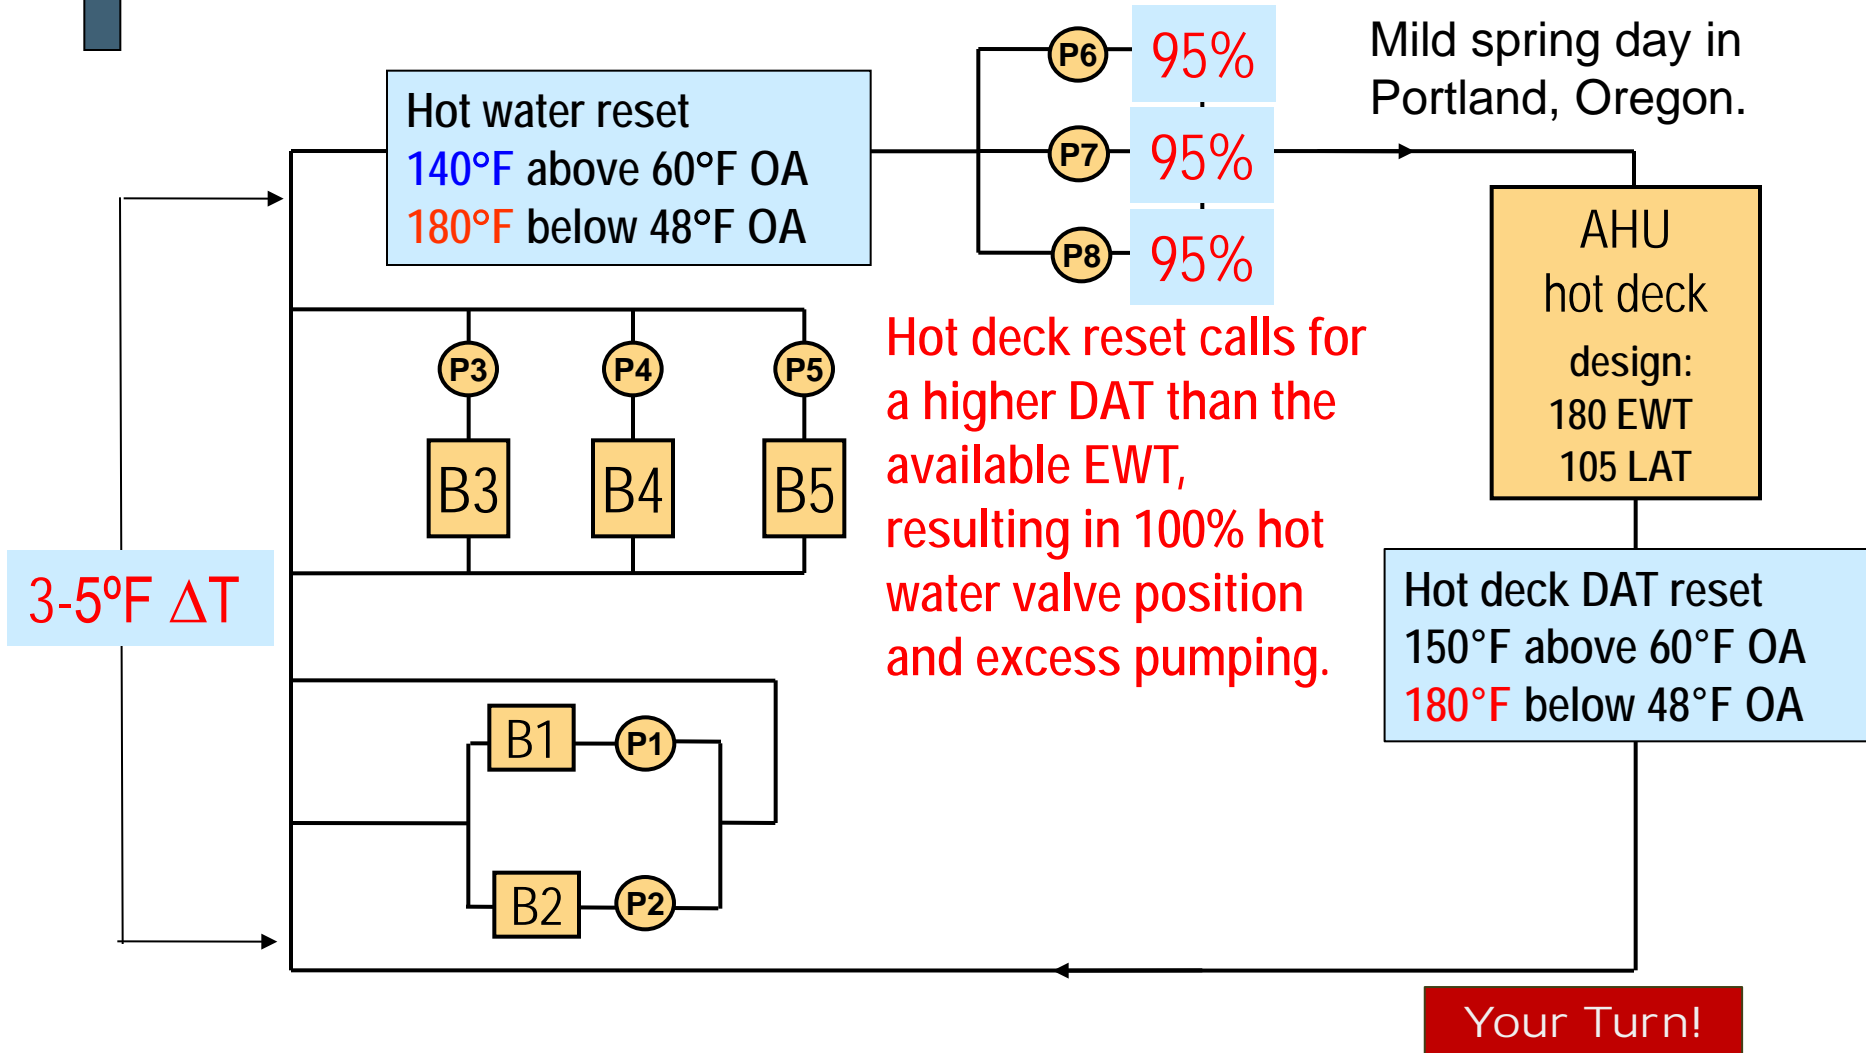 Mild spring day in
Portland, Oregon.
Hot water reset
140°F above 60°F OA
180°F below 48°F OA
P6
95%
P7
95%
P8
95%
AHU
hot deck
design:
180 EWT
105 LAT
P3
P4
P5
B3
B4
B5
Hot deck reset calls for
a higher DAT than the
available EWT,
resulting in 100% hot
water valve position
and excess pumping.
3-5ºF ΔT
Hot deck DAT reset
150°F above 60°F OA
180°F below 48°F OA
B1
P1
B2
P2
Your Turn!